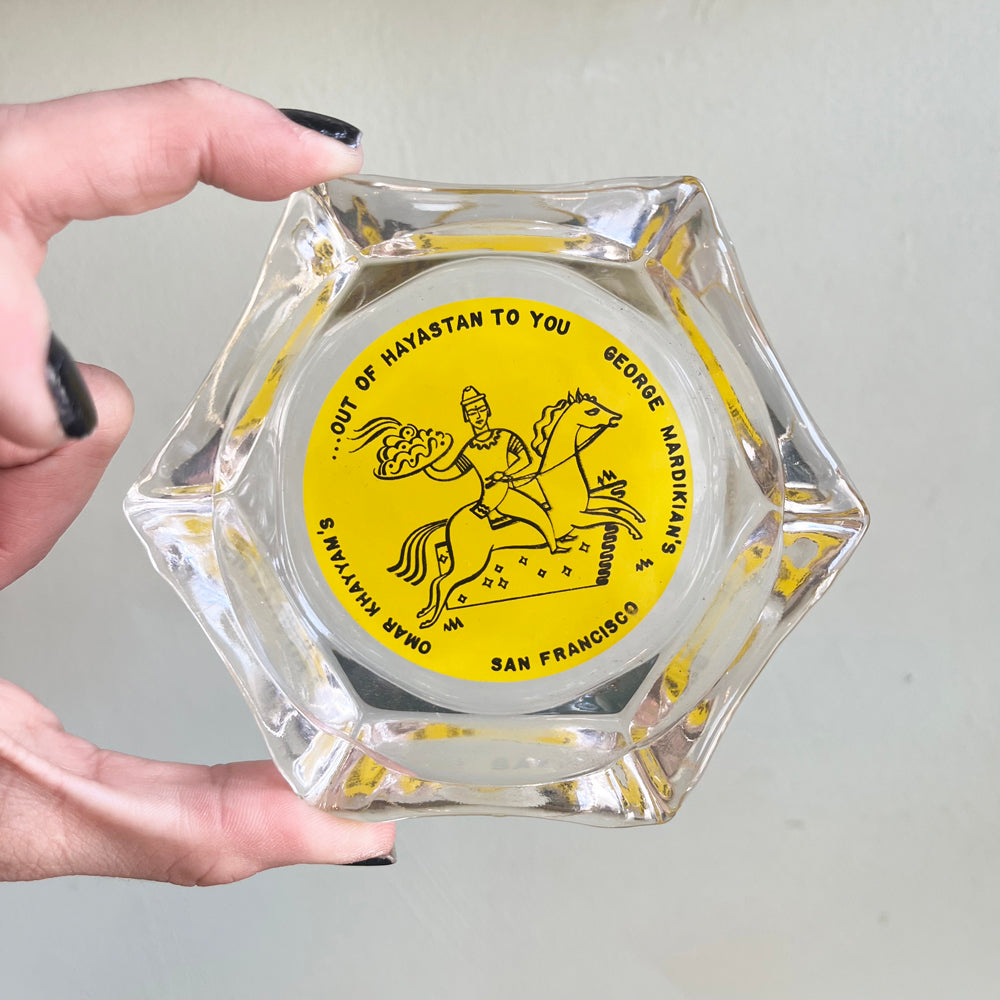 ...OUT OF HAYASTAN TO YOU
GEORGE MARDIKIAN'S
OMAR KHAYYAM'S
SAN FRANCISCO